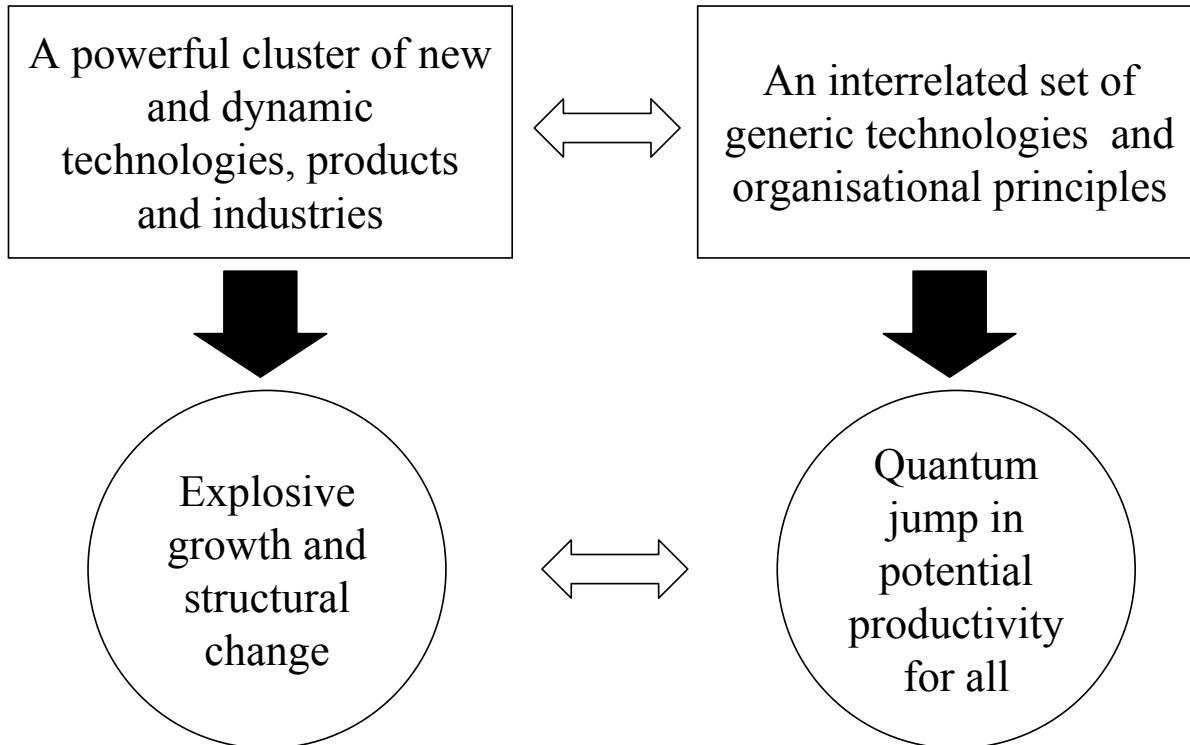 A powerful cluster of new
and dynamic
technologies, products
and industries
An interrelated set of
generic technologies  and
organisational principles
Explosive
growth and
structural
change
Quantum
jump in
potential
productivity
for all